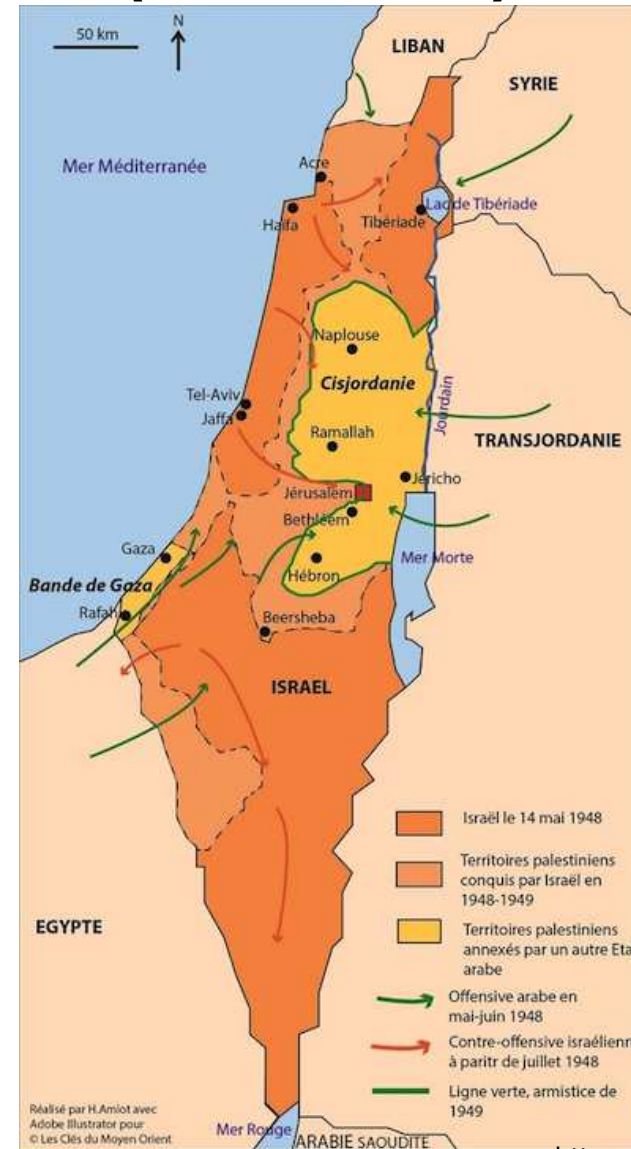 50 km
N
LIBAN
SYRIE
Mer Méditerranée
Acre
Lac de Tibériade
Haïfa
Tibériade
Naplouse
Cisjordanie
Tel-Aviv
Jaffa
Jourdain
Ramallah
TRANSJORDANIE
Jéricho
Jérusalem
Bethléem
Gaza
Mer Morte
Bande de Gaza
Hébron
Rafah
Beersheba
ISRAEL
Israël le 14 mai 1948
Territoires palestiniens
conquis par Israël en
1948-1949
EGYPTE
Territoires palestiniens
annexés par un autre Eta
arabe
Offensive arabe en
mai-juin 1948
Contre-offensive israélienn
à paritr de juillet 1948
Ligne verte, armistice de
1949
Réalisé par H.Amiot avec
Adobe Illustrator pour
© Les Clés du Moyen Orient
Mer Rouge
ARABIE SAOUDITE